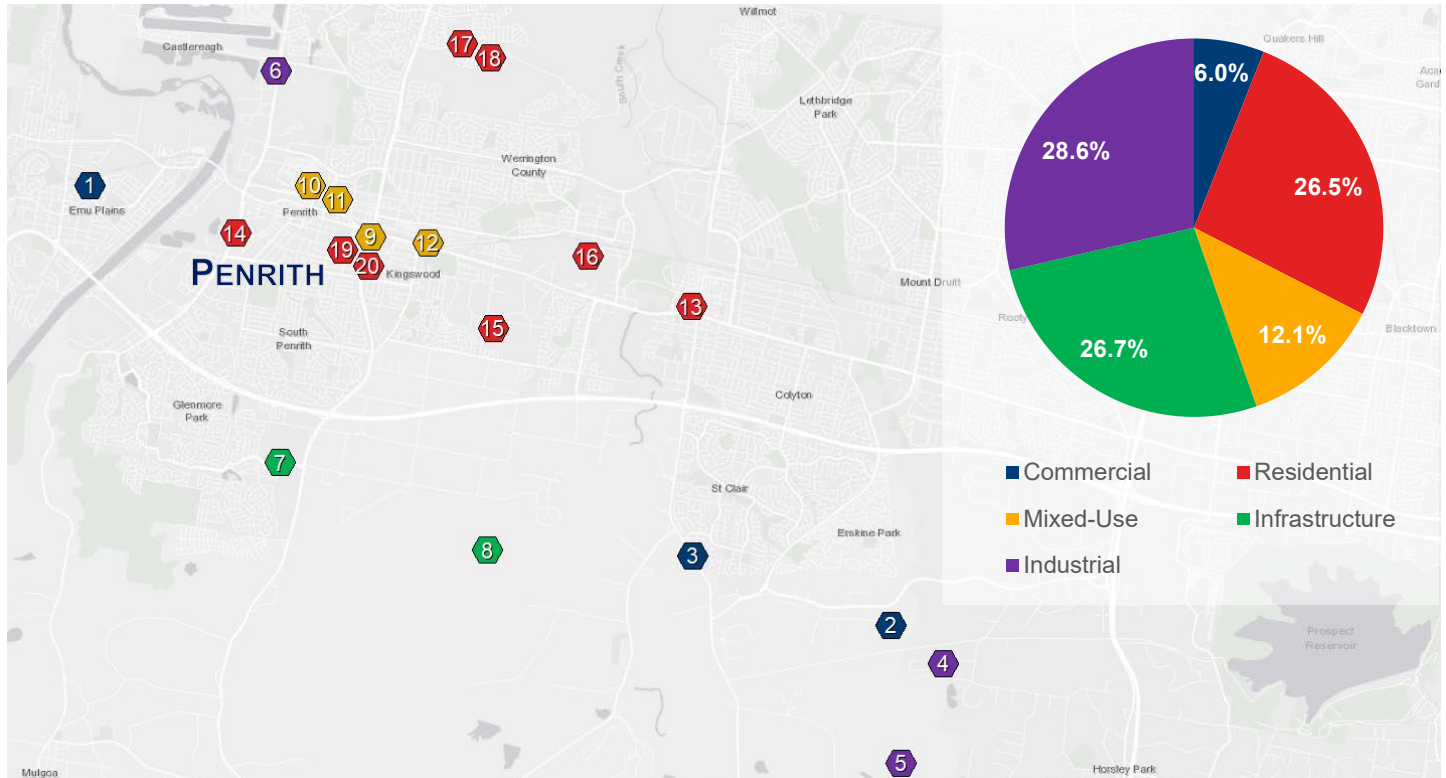 Willmot
Quakers Hill
17
Castlereagh
18
6
6.0%
South Creek
Lethbridge
Park
28.6%
Werrington
County
26.5%
1
10
11
Emu Plains
Penrith
14
9
12
19
16
20
Kingswood
PENRITH
Mount Druitt
13
Rooty
15
South
Penrith
12.1%
Blacktown
26.7%
Glenmore
Park
Colyton
7
Commercial
Residential
St Clair
Mixed-Use
Infrastructure
Erskine Park
8
3
Industrial
2
Prospect
Reservoir
4
5
Mulgoa
Horsley Park